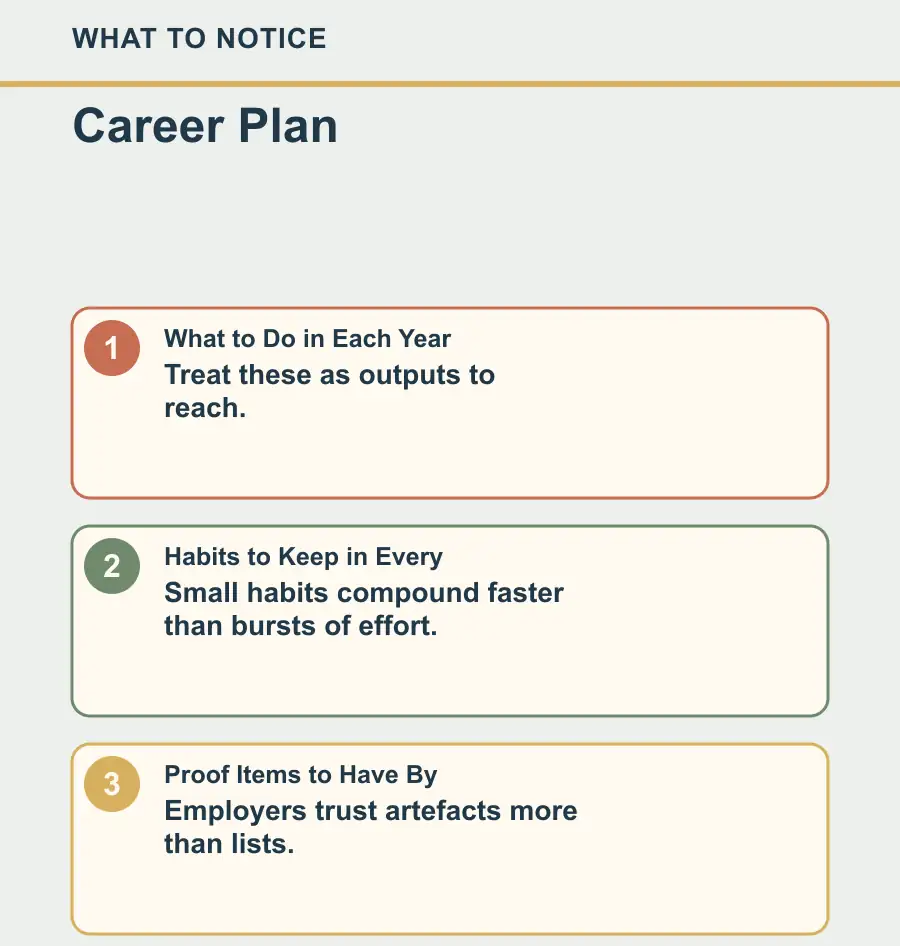 WHAT TO NOTICE
Career Plan
1
What to Do in Each Year
Treat these as outputs to
reach.
2
Habits to Keep in Every
Small habits compound faster
than bursts of effort.
3
Proof Items to Have By
Employers trust artefacts more
than lists.